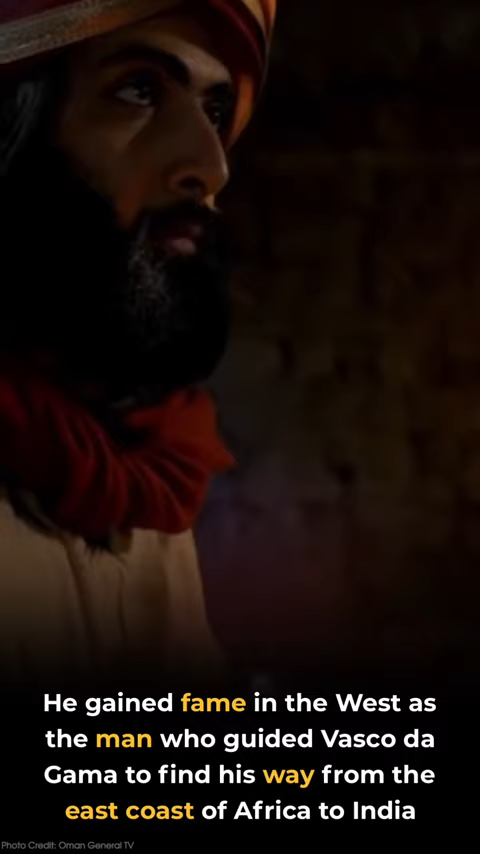 He gained fame in the West as
the man who guided Vasco da
Gama to find his way from the
east coast of Africa to India
Photo Credit: Oman General TV